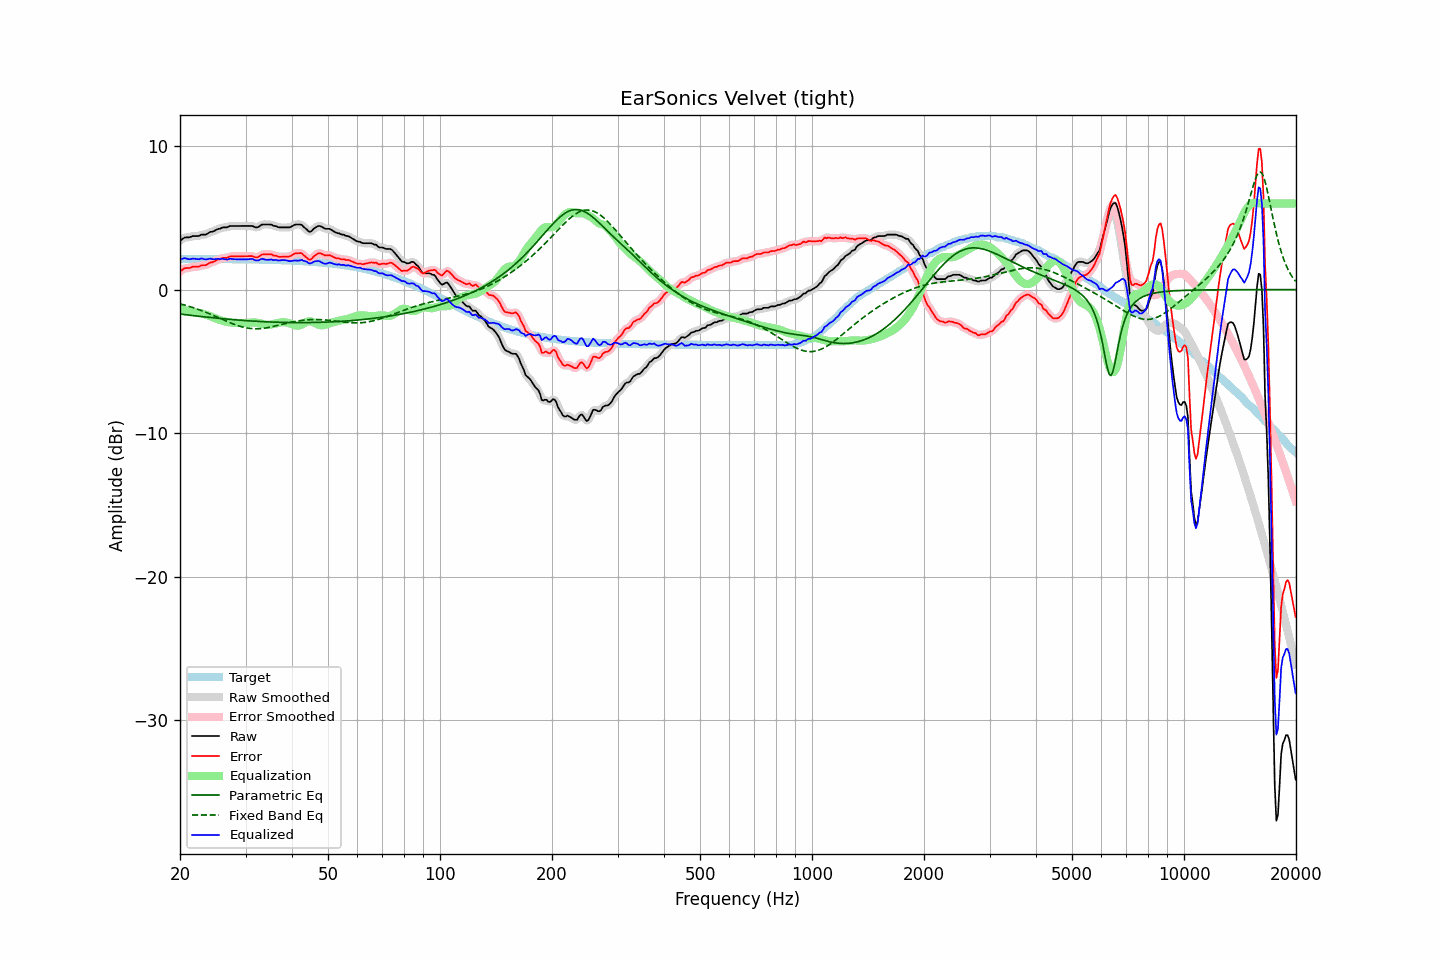 EarSonics Velvet (tight)
10
0
−10
−20
−30
Amplitude (dBr)
Target
Raw Smoothed
Error Smoothed
Raw
Error
Equalization
Parametric Eq
Fixed Band Eq
Equalized
20 50 100 200 500 1000 2000 5000 10000 20000
Frequency (Hz)